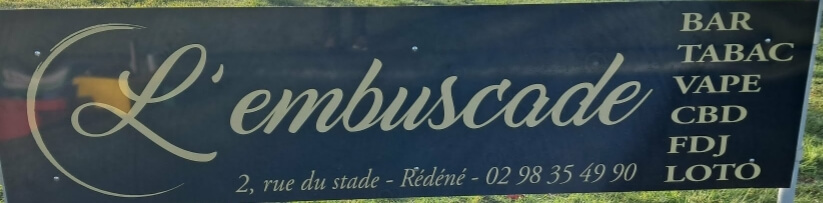 L'embuscade
2, rue du stade - Rédéné - 02 98 35 49 90
BAR
TABAC
VAPE
CBD
FDJ
LOTO